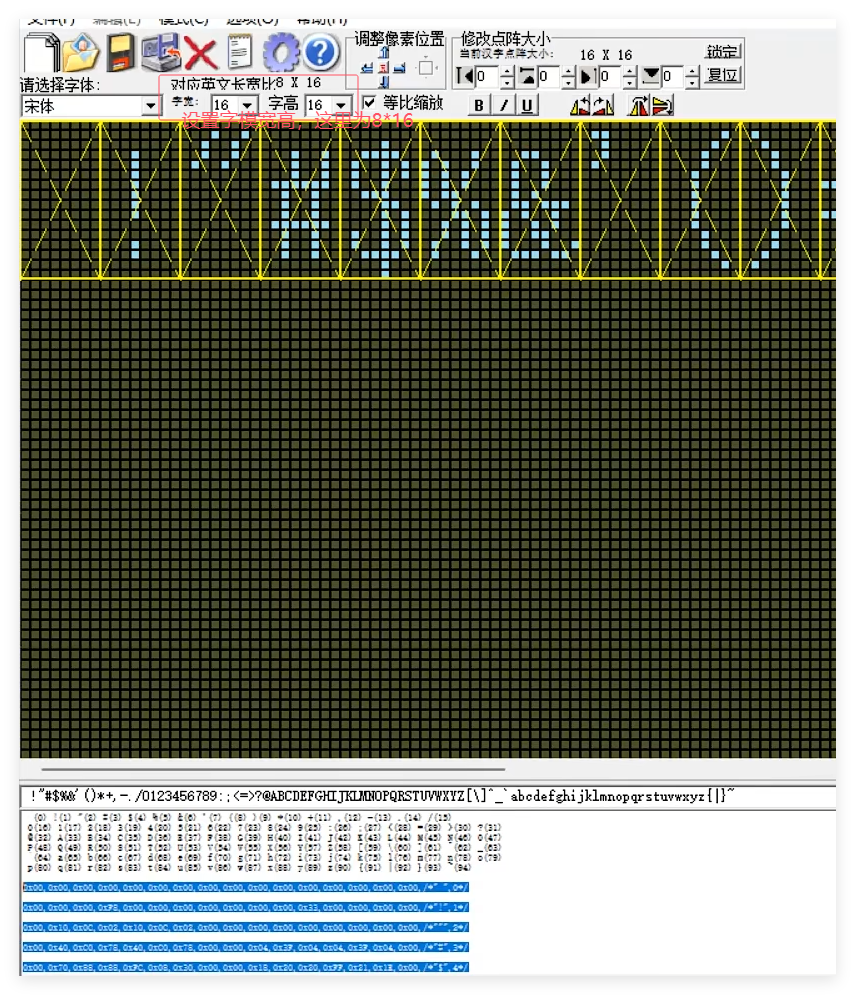 文件(F) 编辑(E) 模式(C) 选项(O) 帮助(H)
调整像素位置
修改点阵大小
当前汉字点阵大小: 16 X 16
锁定
0 0 0 0
复位
请选择字体:
对应英文长宽比8 X 16
宋体
字宽: 16 字高 16
等比缩放
B I U
设置字模宽高，这里为8*16
!"#$%&'()*+,-./0123456789:;<=>?@ABCDEFGHIJKLMNOPQRSTUVWXYZ[\]^_`abcdefghijklmnopqrstuvwxyz{|}~
(0) !(1) "(2) #(3) $(4) %(5) &(6) '(7) ((8) )(9) *(10) +(11) ,(12) -(13) .(14) /(15)
0(16) 1(17) 2(18) 3(19) 4(20) 5(21) 6(22) 7(23) 8(24) 9(25) :(26) ;(27) <(28) =(29) >(30) ?(31)
@(32) A(33) B(34) C(35) D(36) E(37) F(38) G(39) H(40) I(41) J(42) K(43) L(44) M(45) N(46) O(47)
P(48) Q(49) R(50) S(51) T(52) U(53) V(54) W(55) X(56) Y(57) Z(58) [(59) \(60) ](61) ^(62) _(63)
`(64) a(65) b(66) c(67) d(68) e(69) f(70) g(71) h(72) i(73) j(74) k(75) l(76) m(77) n(78) o(79)
p(80) q(81) r(82) s(83) t(84) u(85) v(86) w(87) x(88) y(89) z(90) {(91) |(92) }(93) ~(94)
0x00,0x00,0x00,0x00,0x00,0x00,0x00,0x00,0x00,0x00,0x00,0x00,0x00,0x00,0x00,0x00,/*" ",0*/
0x00,0x00,0x00,0xF8,0x00,0x00,0x00,0x00,0x00,0x00,0x00,0x33,0x00,0x00,0x00,0x00,/*"!",1*/
0x00,0x10,0x0C,0x02,0x10,0x0C,0x02,0x00,0x00,0x00,0x00,0x00,0x00,0x00,0x00,0x00,/*""",2*/
0x00,0x40,0xC0,0x78,0x40,0xC0,0x78,0x00,0x00,0x04,0x3F,0x04,0x04,0x3F,0x04,0x00,/*"#",3*/
0x00,0x70,0x88,0x88,0xFC,0x08,0x30,0x00,0x00,0x18,0x20,0x20,0xFF,0x21,0x1E,0x00,/*"$",4*/